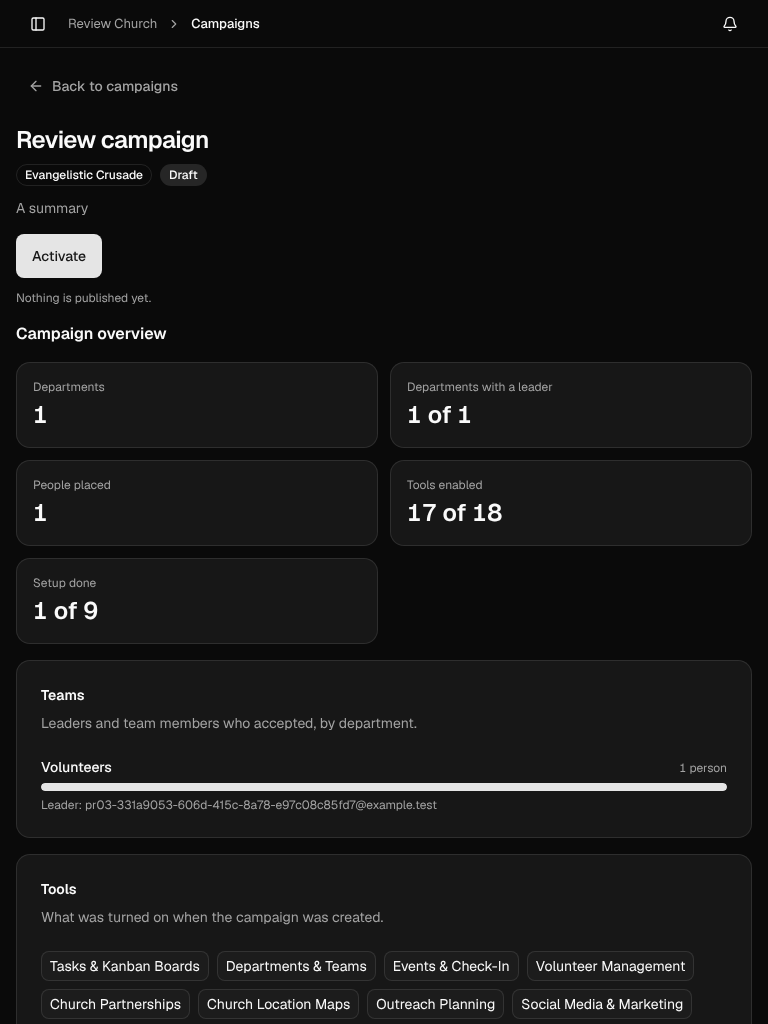 Review Church > Campaigns
Back to campaigns
Review campaign
Evangelistic Crusade Draft
A summary
Activate
Nothing is published yet.
Campaign overview
Departments
1
Departments with a leader
1 of 1
People placed
1
Tools enabled
17 of 18
Setup done
1 of 9
Teams
Leaders and team members who accepted, by department.
Volunteers 1 person
Leader: pr03-331a9053-606d-415c-8a78-e97c08c85fd7@example.test
Tools
What was turned on when the campaign was created.
Tasks & Kanban Boards Departments & Teams Events & Check-In Volunteer Management
Church Partnerships Church Location Maps Outreach Planning Social Media & Marketing